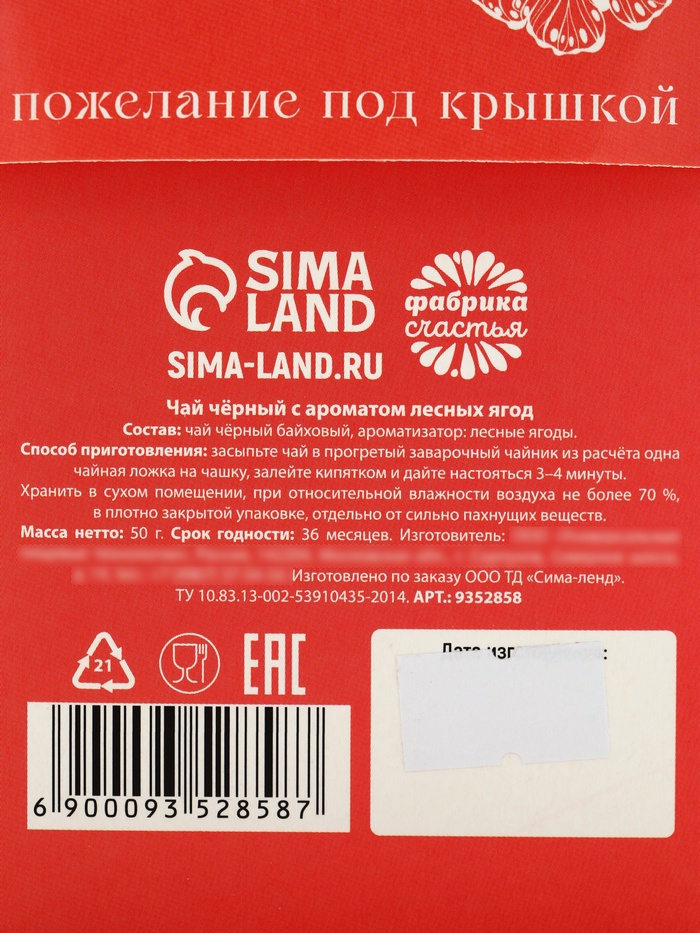 пожелание под крышкой
SIMA
LAND
SIMA-LAND.RU
фабрика
счастья
Чай чёрный с ароматом лесных ягод
Состав: чай чёрный байховый, ароматизатор: лесные ягоды.
Способ приготовления: засыпьте чай в прогретый заварочный чайник из расчёта одна
чайная ложка на чашку, залейте кипятком и дайте настояться 3–4 минуты.
Хранить в сухом помещении, при относительной влажности воздуха не более 70 %,
в плотно закрытой упаковке, отдельно от сильно пахнущих веществ.
Масса нетто: 50 г. Срок годности: 36 месяцев. Изготовитель:
Изготовлено по заказу ООО ТД «Сима-ленд».
ТУ 10.83.13-002-53910435-2014. АРТ.: 9352858
21
EAC
6 900093 528587
Дата